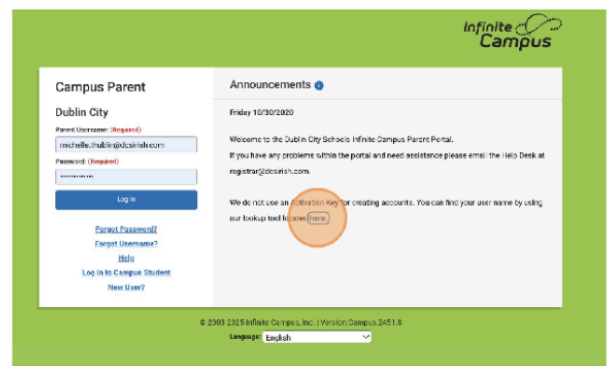 Infinite
Campus
Campus Parent
Dublin City
Parent Username: (Required)
michelle.thublin@dcsirish.com
Password: (Required)
Log In
Forgot Password?
Forgot Username?
Help
Log in to Campus Student
New User?
Announcements
Friday 10/30/2020
Welcome to the Dublin City Schools Infinite Campus Parent Portal.
If you have any problems within the portal and need assistance please email the Help Desk at
registrar@dcsirish.com.
We do not use an Activation Key for creating accounts. You can find your user name by using
our lookup tool located here.
© 2003-2025 Infinite Campus, Inc. | Version: Campus.2451.8
Language: English